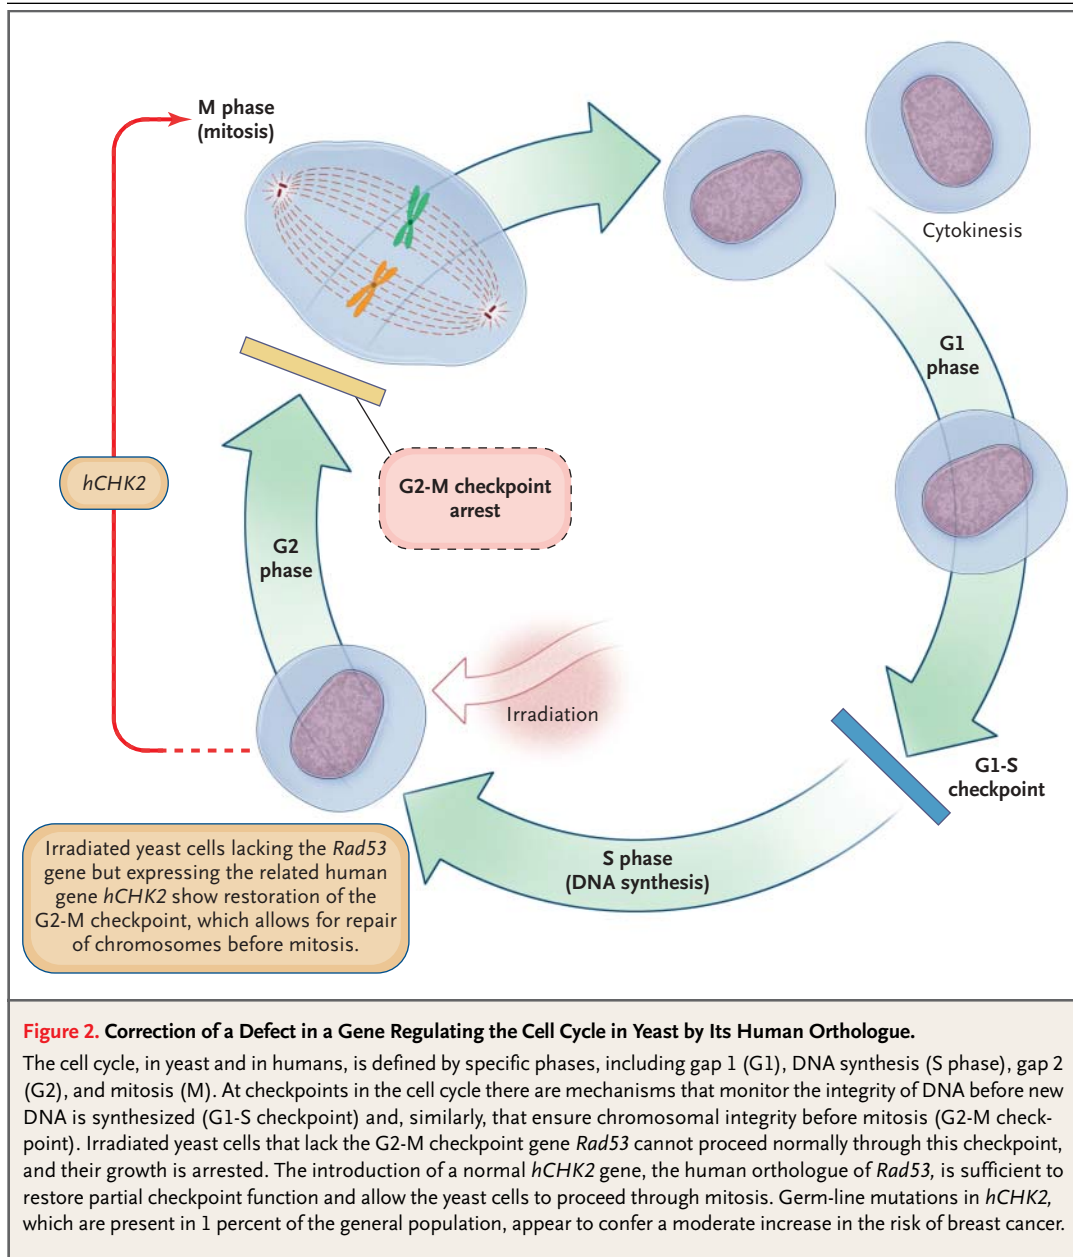 M phase
(mitosis)
Cytokinesis
G1
phase
hCHK2
G2-M checkpoint
arrest
G2
phase
Irradiation
G1-S
checkpoint
S phase
(DNA synthesis)
Irradiated yeast cells lacking the Rad53
gene but expressing the related human
gene hCHK2 show restoration of the
G2-M checkpoint, which allows for repair
of chromosomes before mitosis.
Figure 2. Correction of a Defect in a Gene Regulating the Cell Cycle in Yeast by Its Human Orthologue.
The cell cycle, in yeast and in humans, is defined by specific phases, including gap 1 (G1), DNA synthesis (S phase), gap 2
(G2), and mitosis (M). At checkpoints in the cell cycle there are mechanisms that monitor the integrity of DNA before new
DNA is synthesized (G1-S checkpoint) and, similarly, that ensure chromosomal integrity before mitosis (G2-M check-
point). Irradiated yeast cells that lack the G2-M checkpoint gene Rad53 cannot proceed normally through this checkpoint,
and their growth is arrested. The introduction of a normal hCHK2 gene, the human orthologue of Rad53, is sufficient to
restore partial checkpoint function and allow the yeast cells to proceed through mitosis. Germ-line mutations in hCHK2,
which are present in 1 percent of the general population, appear to confer a moderate increase in the risk of breast cancer.